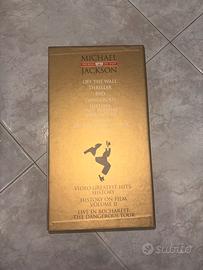 MICHAEL
JACKSON
OFF THE WALL
THRILLER
BAD
DANGEROUS
HISTORY
VIDEO GREATEST HITS
HISTORY
HISTORY ON FILM
VOLUME II
LIVE IN BUCHAREST:
THE DANGEROUS TOUR
subito